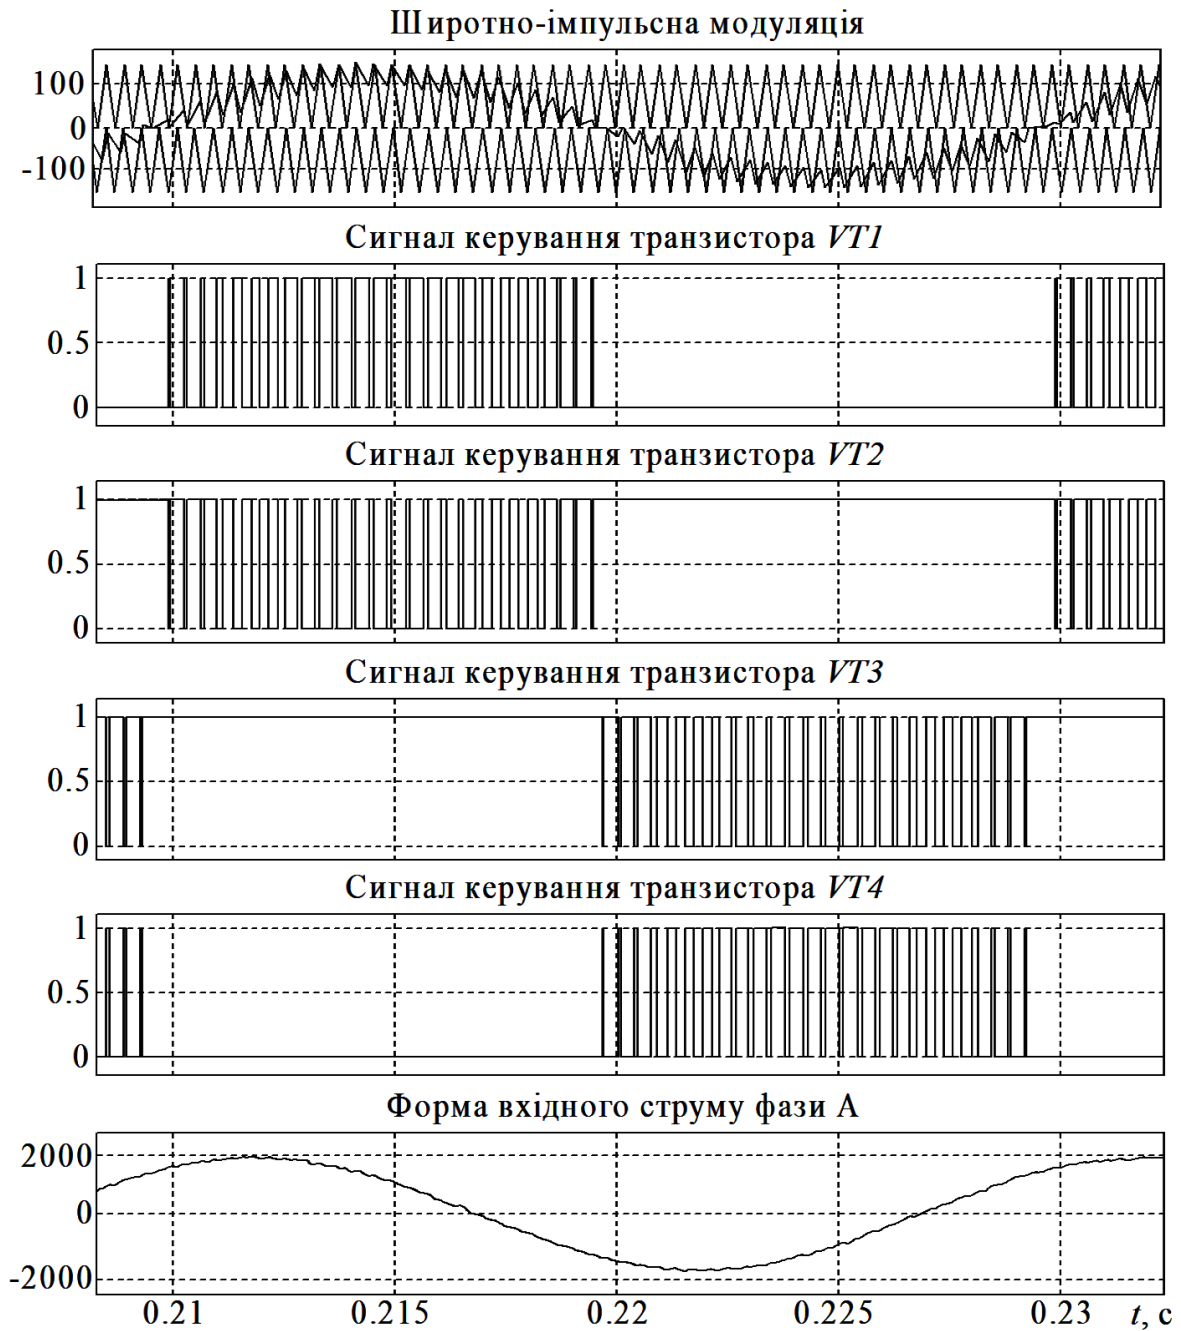 Широтно-імпульсна модуляція
100
0
-100
Сигнал керування транзистора VT1
1
0.5
0
Сигнал керування транзистора VT2
1
0.5
0
Сигнал керування транзистора VT3
1
0.5
0
Сигнал керування транзистора VT4
1
0.5
0
Форма вхідного струму фази А
2000
0
-2000
0.21 0.215 0.22 0.225 0.23 t, с